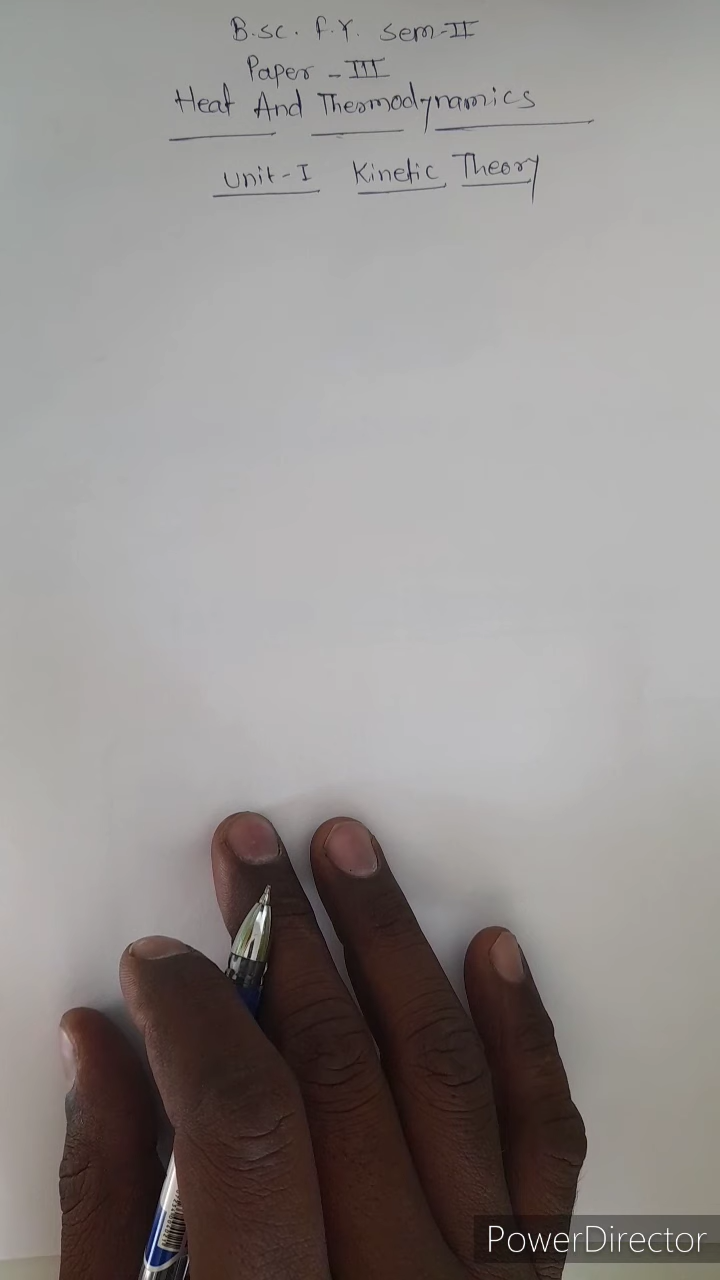 B.sc. F.Y. sem-II
Paper - III
Heat And Thermodynamics
Unit-I Kinetic Theory
PowerDirector